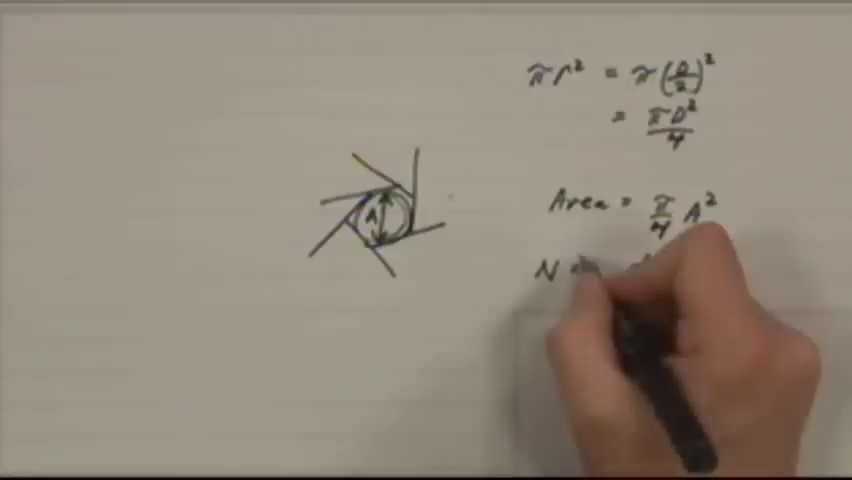 A
πr² = π(D/2)²
= πD²/4
Area = π/4 A²
N